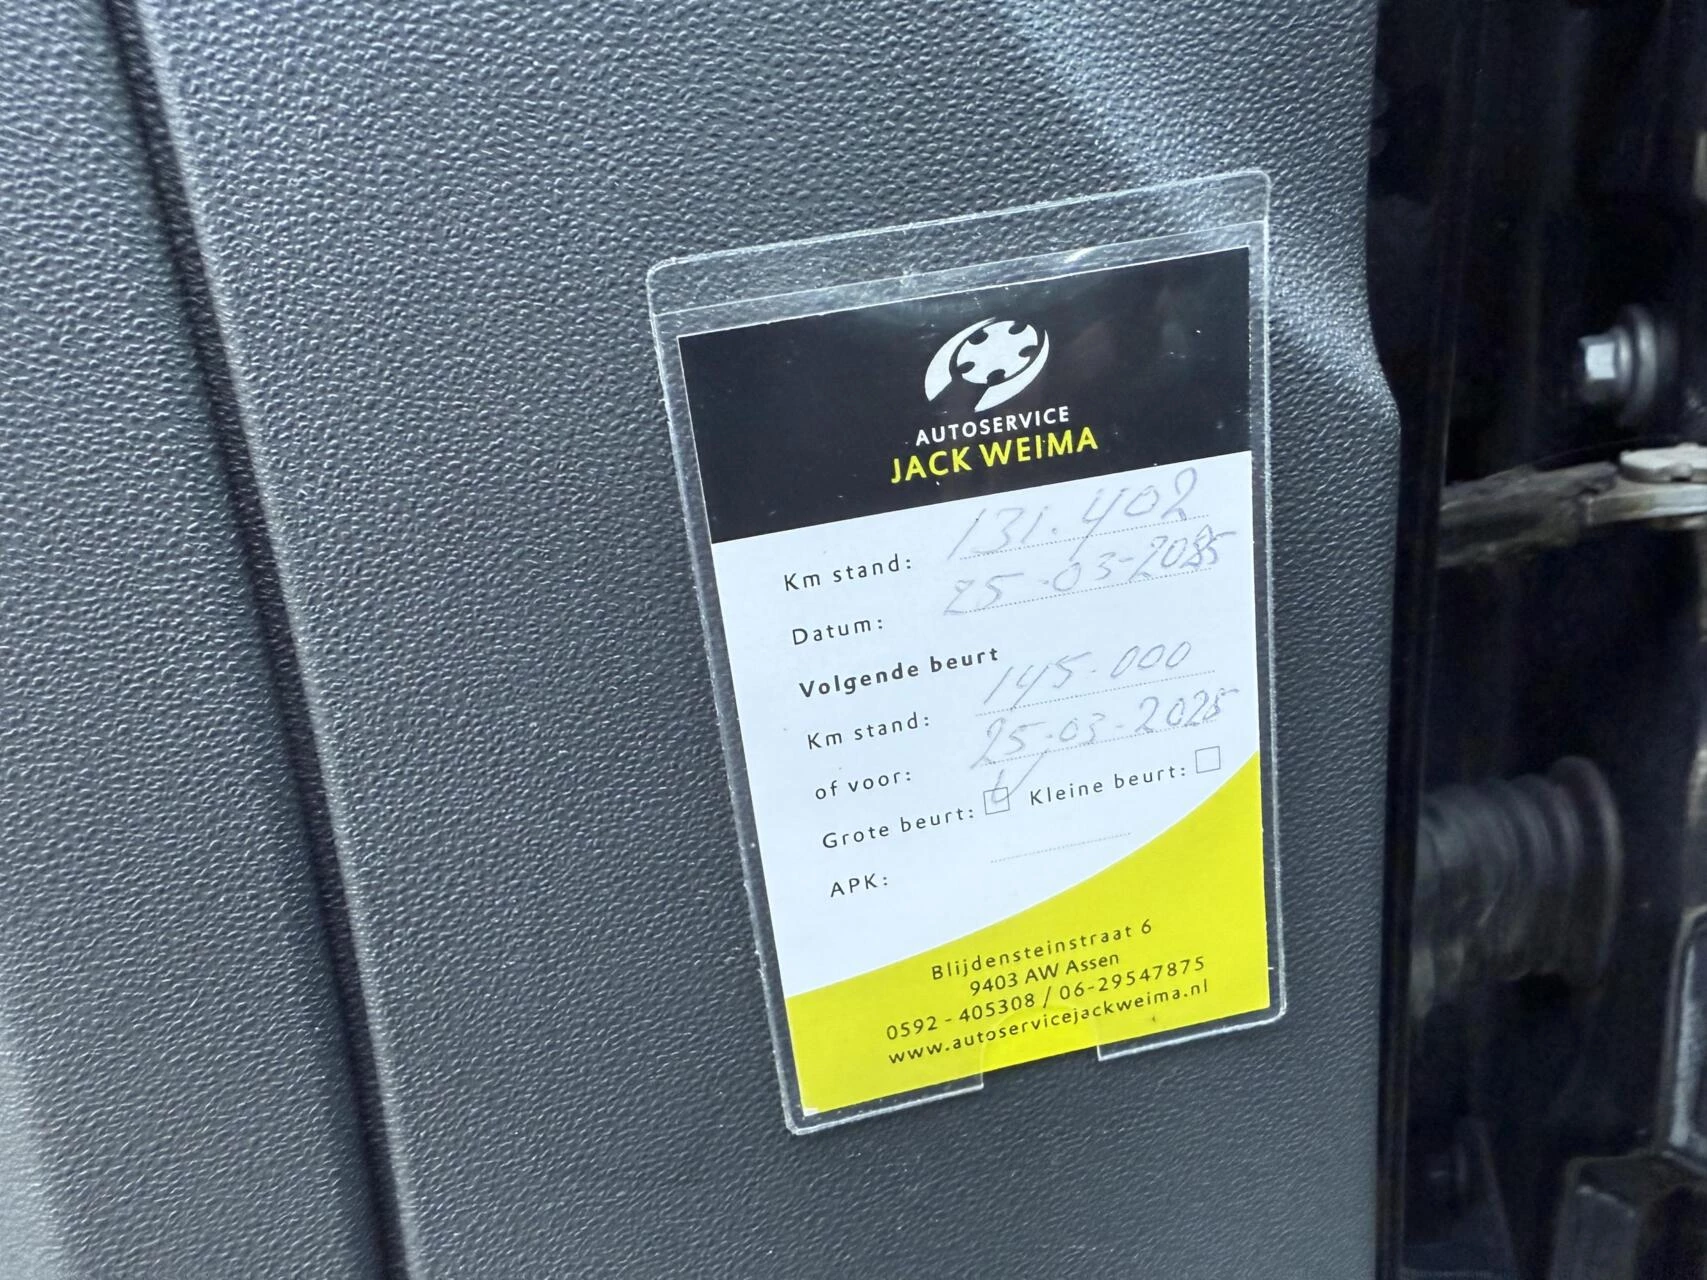 AUTOSERVICE
JACK WEIMA
Km stand: 131.402
Datum: 25-03-2025
Volgende beurt
Km stand: 145.000
of voor: 25-03-2025
Grote beurt: Kleine beurt:
APK:
Blijdensteinstraat 6
9403 AW Assen
0592 - 405308 / 06-29547875
www.autoservicejackweima.nl